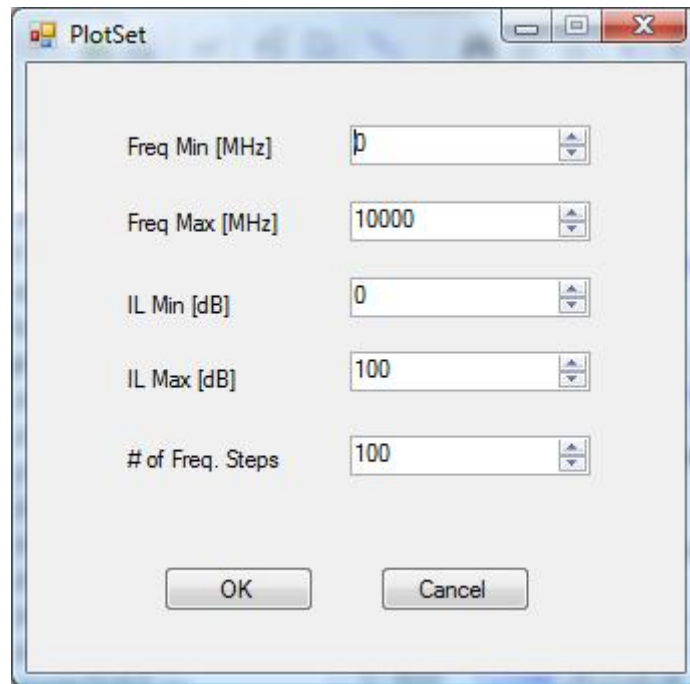 PlotSet
Freq Min [MHz] 0
Freq Max [MHz] 10000
IL Min [dB] 0
IL Max [dB] 100
# of Freq. Steps 100
OK Cancel